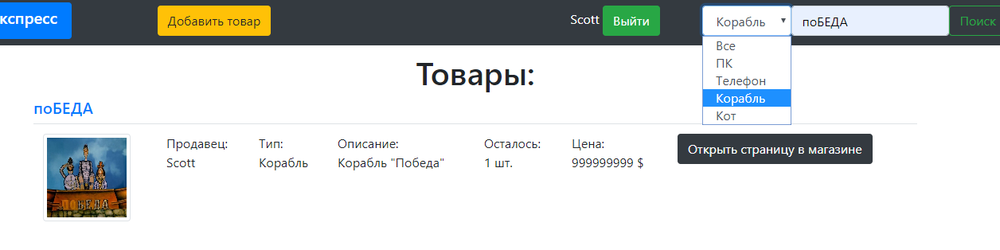 кспресс
Добавить товар
Scott
Выйти
Корабль
поБЕДА
Поиск
Все
ПК
Телефон
Корабль
Кот
Товары:
поБЕДА
Продавец:
Scott
Тип:
Корабль
Описание:
Корабль "Победа"
Осталось:
1 шт.
Цена:
999999999 $
Открыть страницу в магазине
ПОБЕДА